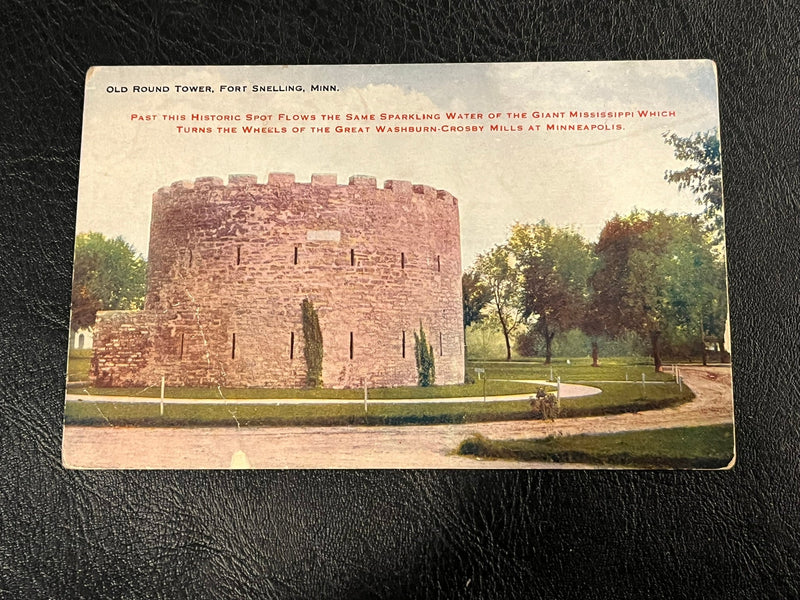 Old Round Tower, Fort Snelling, Minn.
Past this Historic Spot Flows the Same Sparkling Water of the Giant Mississippi Which
Turns the Wheels of the Great Washburn-Crosby Mills at Minneapolis.